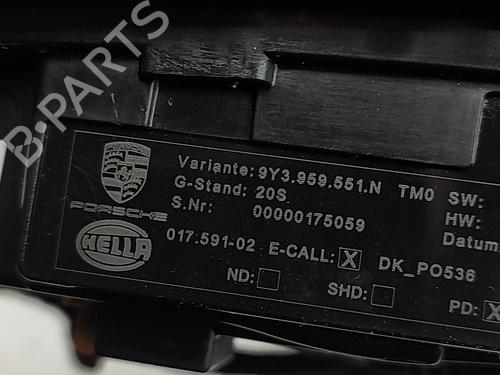 B-PARTS
Variante: 9Y3.959.551.N TM0 SW:
G-Stand: 20S HW:
S.Nr: 00000175059 Datum
PORSCHE
HELLA
017.591-02 E-CALL: X DK_PO536
ND: SHD: PD: X